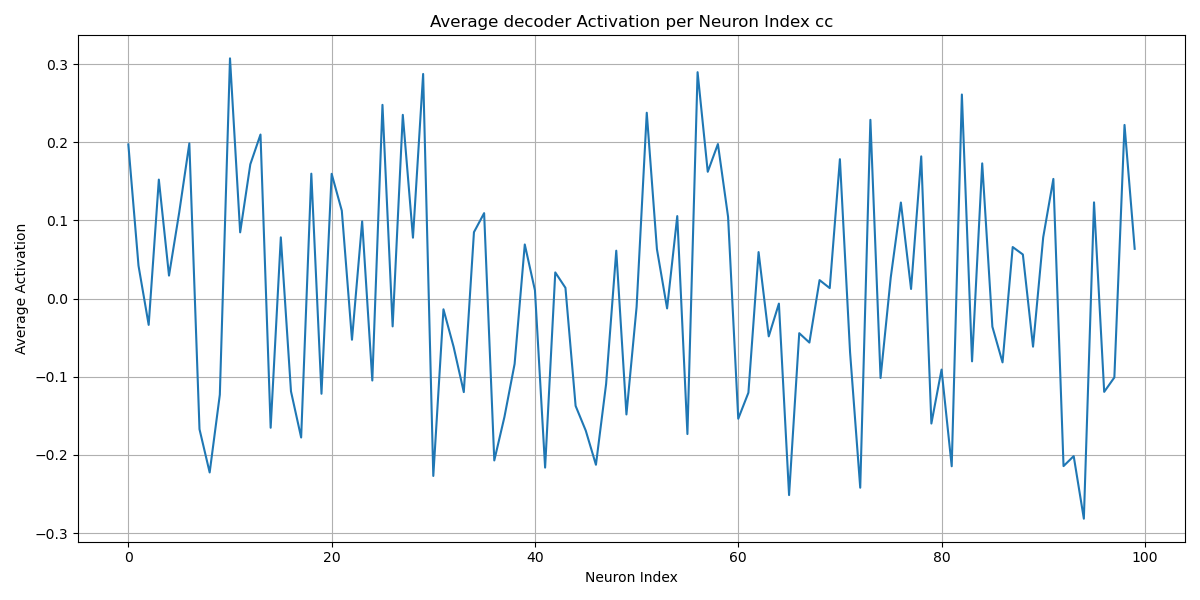 Average decoder Activation per Neuron Index cc
0.3
0.2
0.1
0.0
−0.1
−0.2
−0.3
Average Activation
0 20 40 60 80 100
Neuron Index